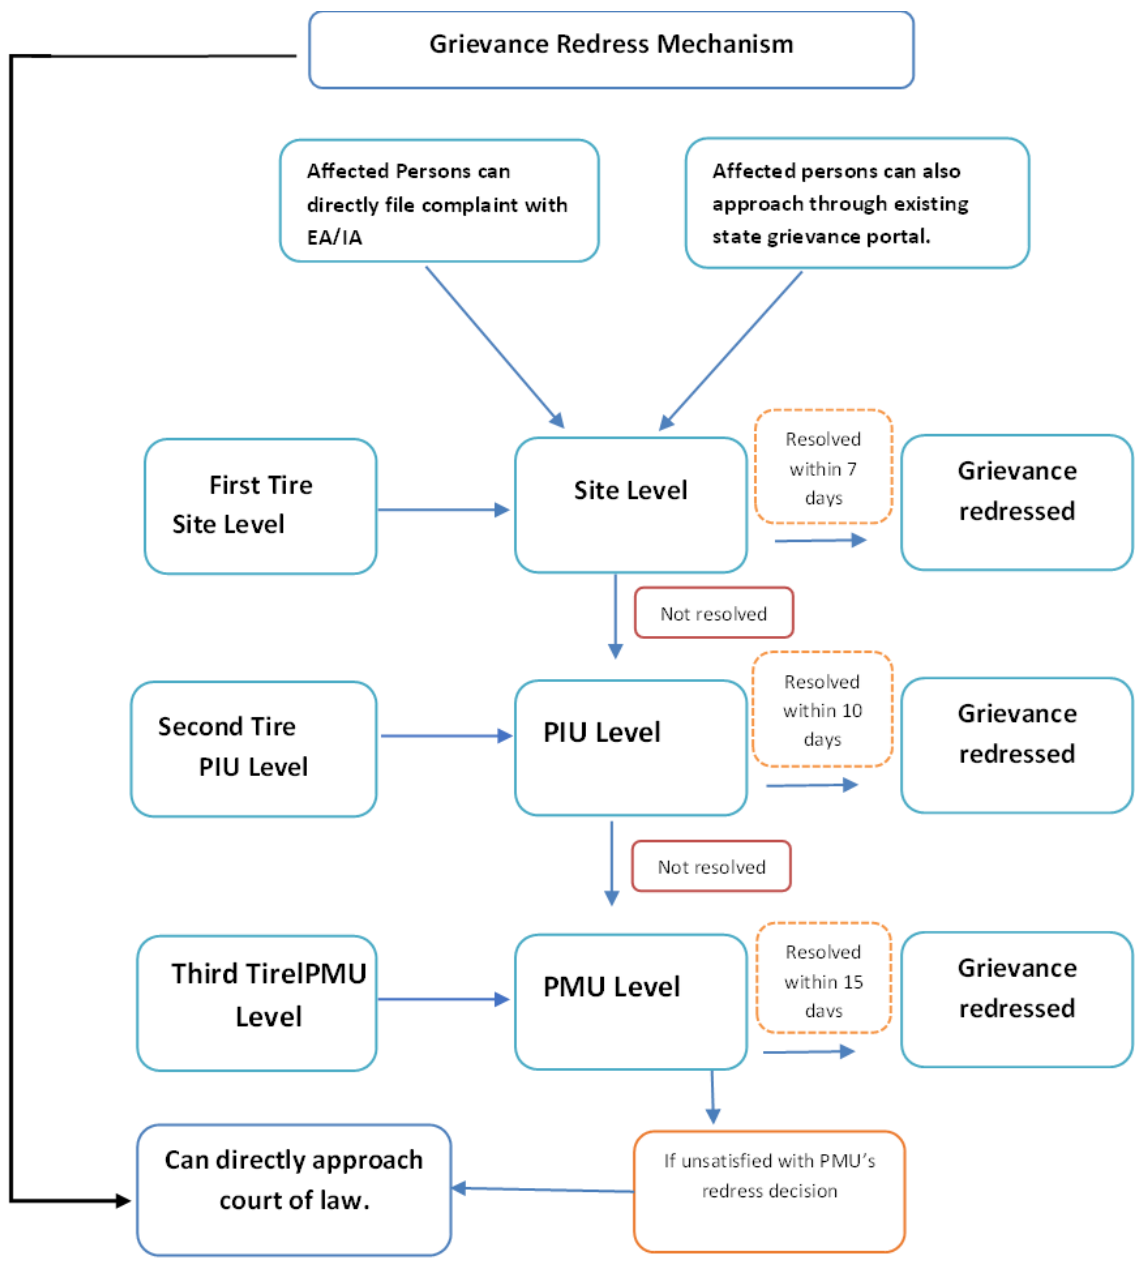 Grievance Redress Mechanism
Affected Persons can
directly file complaint with
EA/IA
Affected persons can also
approach through existing
state grievance portal.
First Tire
Site Level
Site Level
Resolved
within 7
days
Grievance
redressed
Not resolved
Second Tire
PIU Level
PIU Level
Resolved
within 10
days
Grievance
redressed
Not resolved
Third TirelPMU
Level
PMU Level
Resolved
within 15
days
Grievance
redressed
Can directly approach
court of law.
If unsatisfied with PMU’s
redress decision